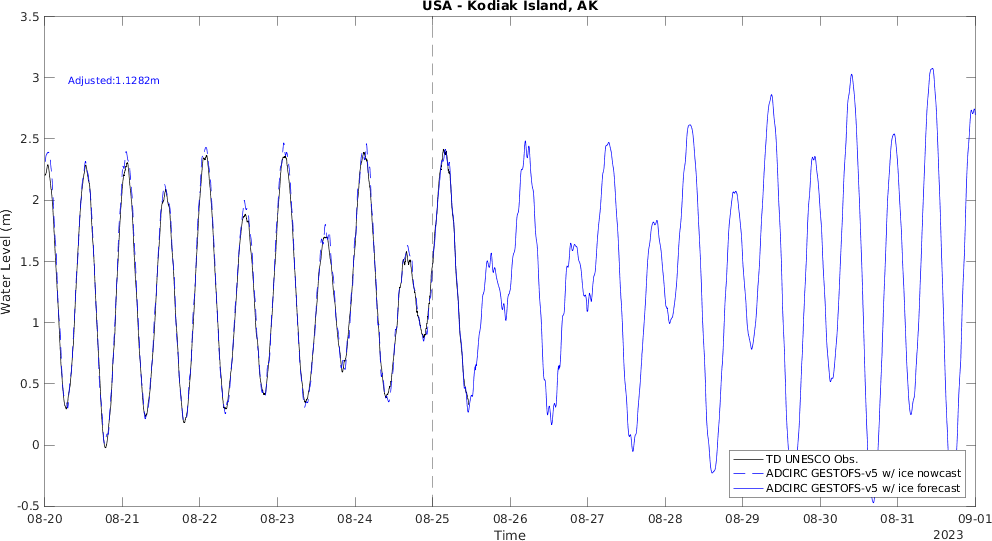 USA - Kodiak Island, AK
3.5
3
2.5
2
1.5
1
0.5
0
-0.5
Water Level (m)
Adjusted:1.1282m
TD UNESCO Obs.
ADCIRC GESTOFS-v5 w/ ice nowcast
ADCIRC GESTOFS-v5 w/ ice forecast
08-20 08-21 08-22 08-23 08-24 08-25 08-26 08-27 08-28 08-29 08-30 08-31 09-01
Time
2023